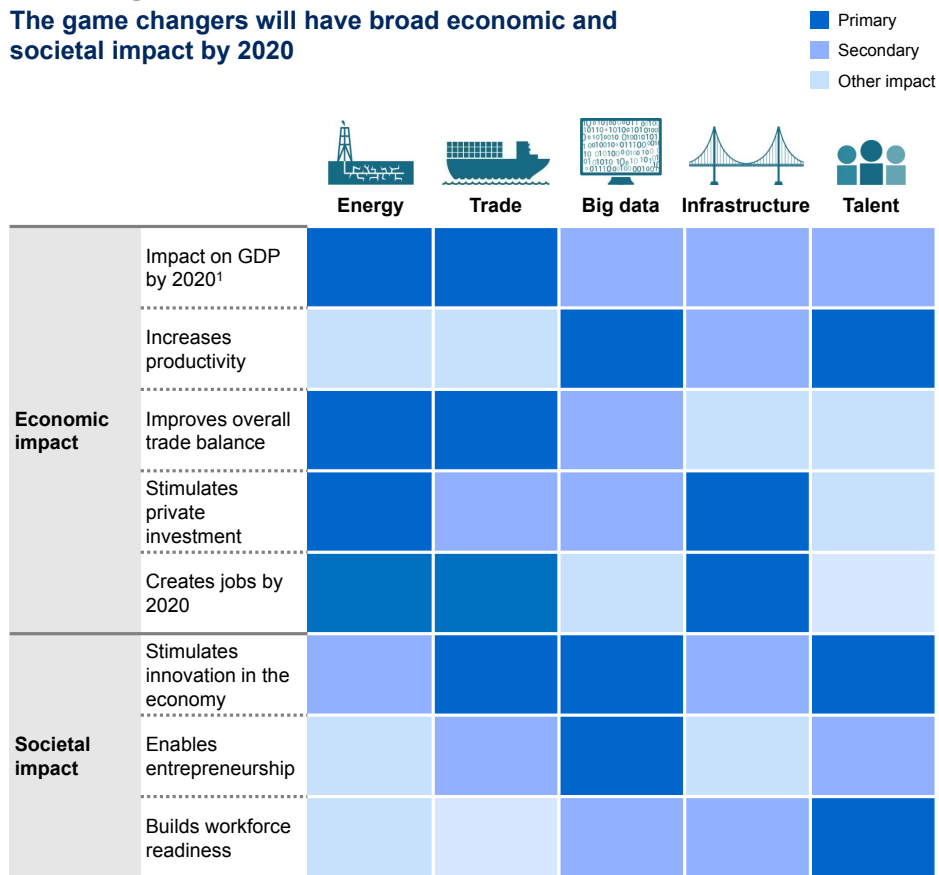 The game changers will have broad economic and
societal impact by 2020
Primary
Secondary
Other impact
Energy
Trade
Big data
Infrastructure
Talent
Economic
impact
Impact on GDP
by 2020¹
Increases
productivity
Improves overall
trade balance
Stimulates
private
investment
Creates jobs by
2020
Societal
impact
Stimulates
innovation in the
economy
Enables
entrepreneurship
Builds workforce
readiness